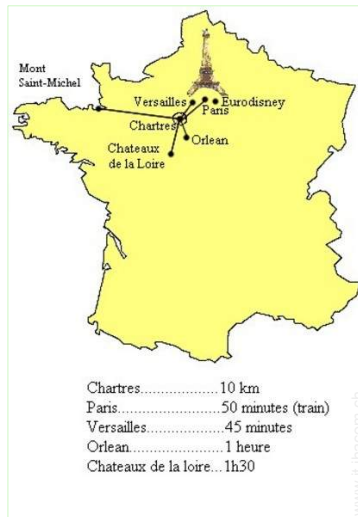 Mont
Saint-Michel
Versailles
Eurodisney
Paris
Chartres
Orlean
Chateaux
de la Loire
Chartres......................10 km
Paris.............................50 minutes (train)
Versailles.....................45 minutes
Orlean..........................1 heure
Chateaux de la loire...1h30